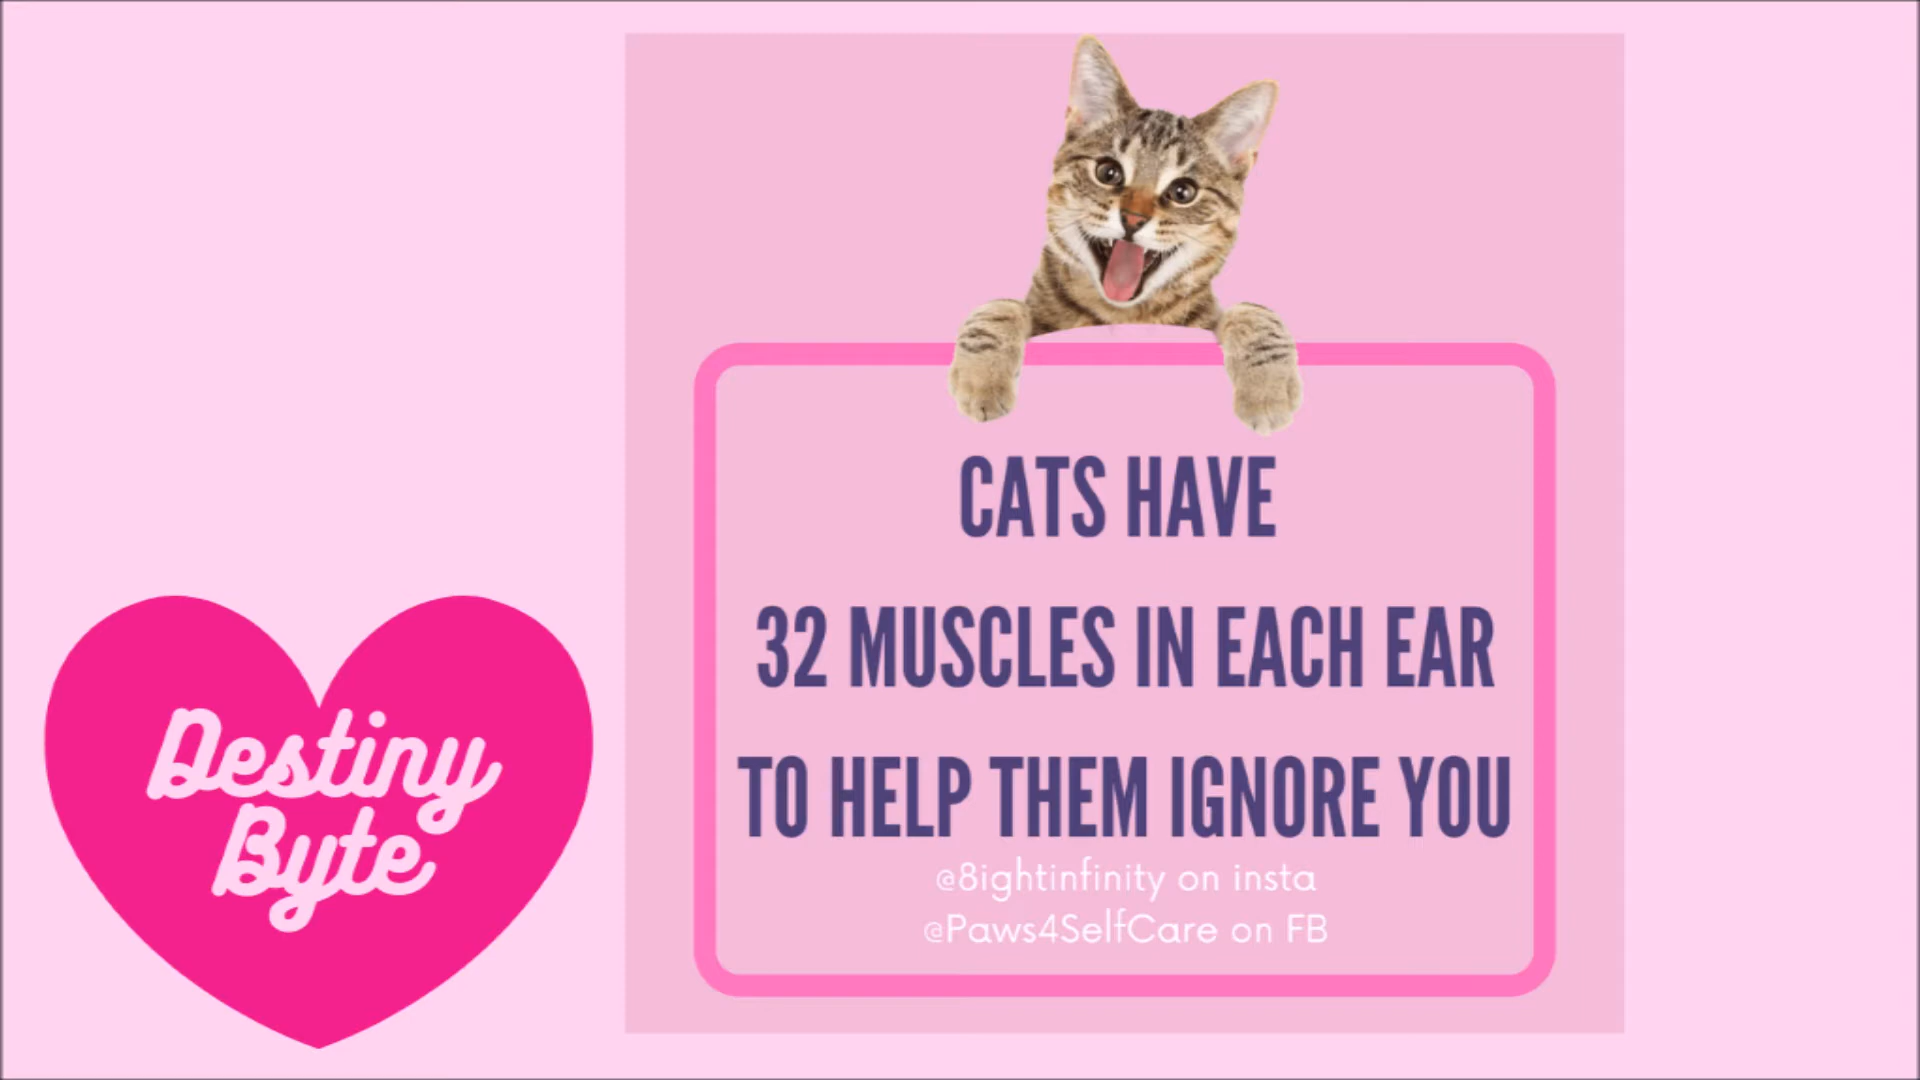 CATS HAVE
32 MUSCLES IN EACH EAR
TO HELP THEM IGNORE YOU
@8ightinfinity on insta
@Paws4SelfCare on FB
Destiny
Byte